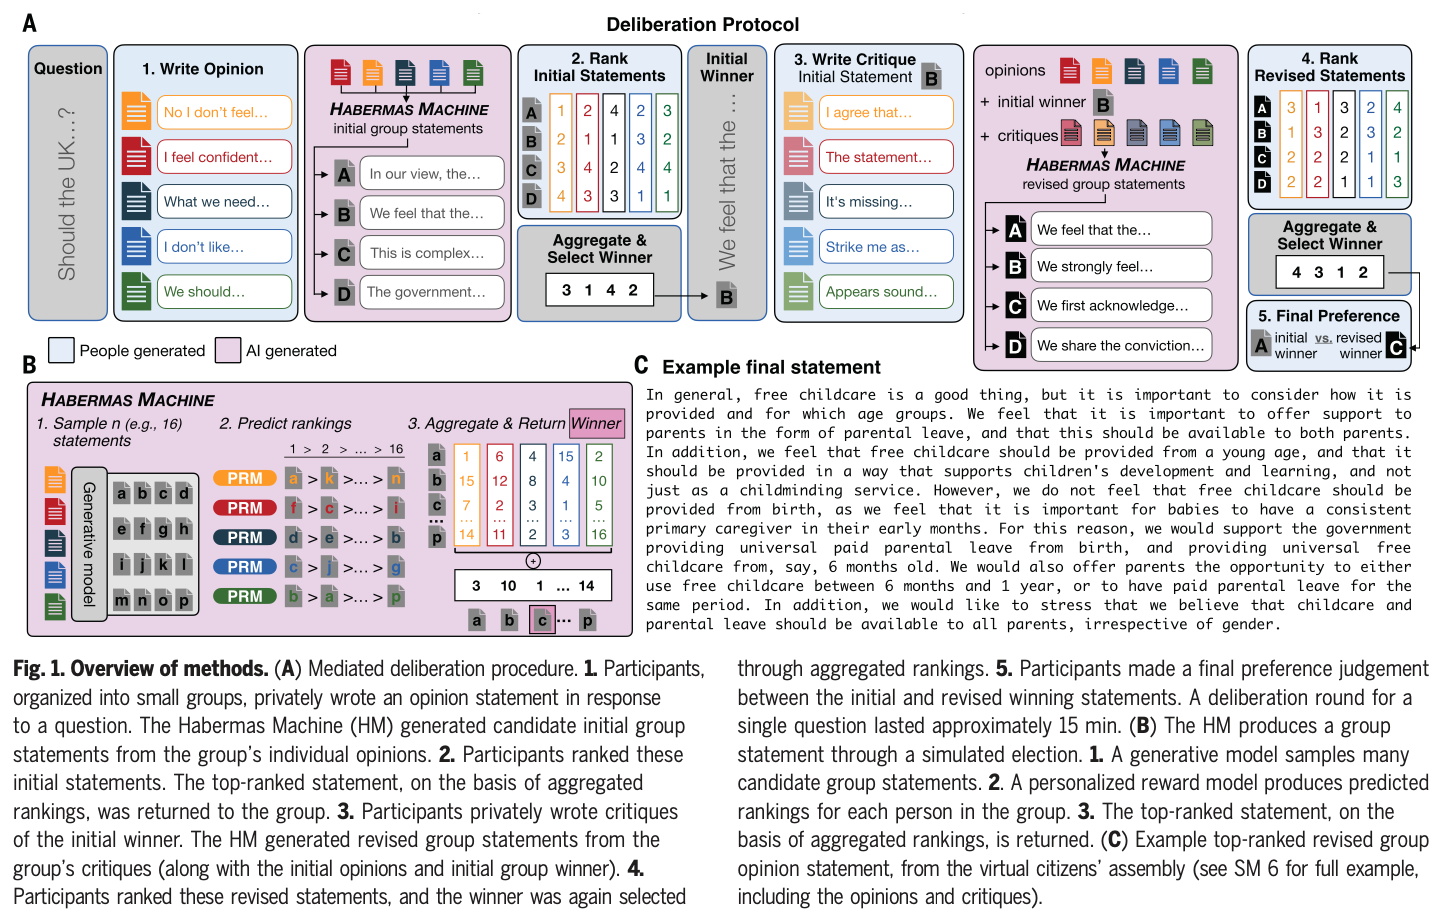 A
Deliberation Protocol
Question
Should the UK...?
1. Write Opinion
No I don't feel...
I feel confident...
What we need...
I don't like...
We should...
HABERMAS MACHINE
initial group statements
A In our view, the...
B We feel that the...
C This is complex...
D The government...
2. Rank
Initial Statements
A 1 2 4 2 3
B 2 1 1 3 2
C 3 4 2 4 4
D 4 3 3 1 1
Aggregate &
Select Winner
3 1 4 2
Initial
Winner
We feel that the ...
B
3. Write Critique
Initial Statement B
I agree that...
The statement...
It's missing...
Strike me as...
Appears sound...
opinions
+ initial winner B
+ critiques
HABERMAS MACHINE
revised group statements
A We feel that the...
B We strongly feel...
C We first acknowledge...
D We share the conviction...
4. Rank
Revised Statements
A 3 1 3 2 4
B 1 3 2 3 2
C 2 2 2 1 1
D 2 2 1 1 3
Aggregate &
Select Winner
4 3 1 2
5. Final Preference
A initial vs. revised C
winner winner
People generated
AI generated
B
HABERMAS MACHINE
1. Sample n (e.g., 16)
statements
Generative model
a b c d
e f g h
i j k l
m n o p
2. Predict rankings
1 > 2 > ... > 16
PRM a > k >... > n
PRM f > c >... > i
PRM d > e >... > b
PRM c > j >... > g
PRM b > a >... > p
3. Aggregate & Return Winner
a 1 6 4 15 2
b 15 12 8 4 10
c 7 2 3 1 5
... ... ... ... ... ...
p 14 11 2 3 16
+
3 10 1 ... 14
a b c ... p
C Example final statement
In general, free childcare is a good thing, but it is important to consider how it is
provided and for which age groups. We feel that it is important to offer support to
parents in the form of parental leave, and that this should be available to both parents.
In addition, we feel that free childcare should be provided from a young age, and that it
should be provided in a way that supports children's development and learning, and not
just as a childminding service. However, we do not feel that free childcare should be
provided from birth, as we feel that it is important for babies to have a consistent
primary caregiver in their early months. For this reason, we would support the government
providing universal paid parental leave from birth, and providing universal free
childcare from, say, 6 months old. We would also offer parents the opportunity to either
use free childcare between 6 months and 1 year, or to have paid parental leave for the
same period. In addition, we would like to stress that we believe that childcare and
parental leave should be available to all parents, irrespective of gender.
Fig. 1. Overview of methods. (A) Mediated deliberation procedure. 1. Participants,
organized into small groups, privately wrote an opinion statement in response
to a question. The Habermas Machine (HM) generated candidate initial group
statements from the group's individual opinions. 2. Participants ranked these
initial statements. The top-ranked statement, on the basis of aggregated
rankings, was returned to the group. 3. Participants privately wrote critiques
of the initial winner. The HM generated revised group statements from the
group's critiques (along with the initial opinions and initial group winner). 4.
Participants ranked these revised statements, and the winner was again selected
through aggregated rankings. 5. Participants made a final preference judgement
between the initial and revised winning statements. A deliberation round for a
single question lasted approximately 15 min. (B) The HM produces a group
statement through a simulated election. 1. A generative model samples many
candidate group statements. 2. A personalized reward model produces predicted
rankings for each person in the group. 3. The top-ranked statement, on the
basis of aggregated rankings, is returned. (C) Example top-ranked revised group
opinion statement, from the virtual citizens' assembly (see SM 6 for full example,
including the opinions and critiques).